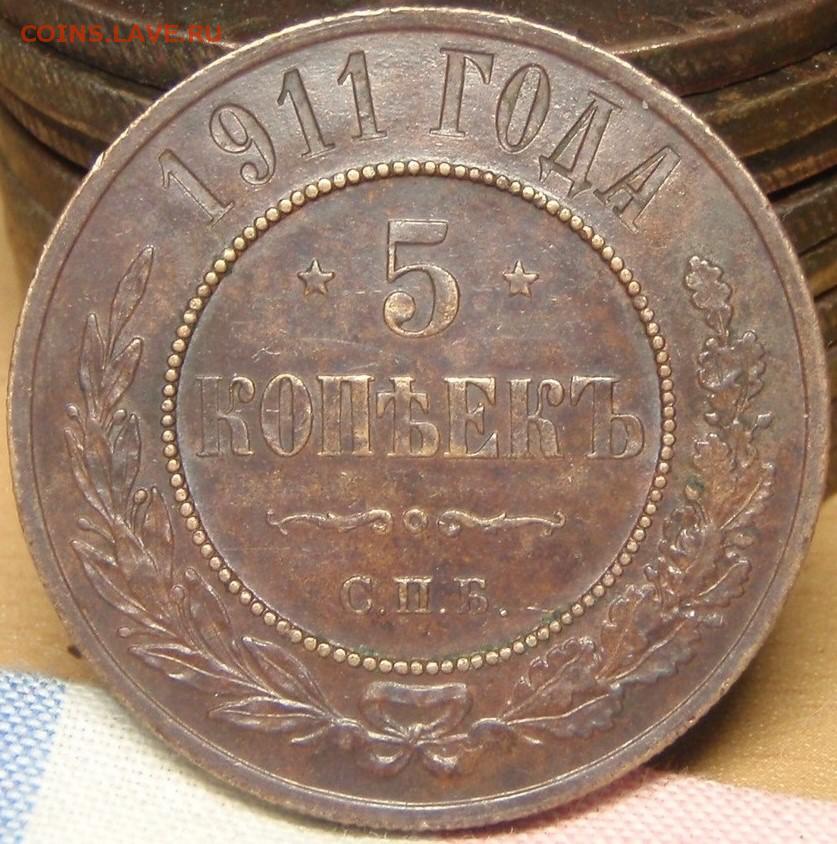 COINS.LAVE.RU
1911 ГОДА
5
КОПѢЕКЪ
С.П.Б.